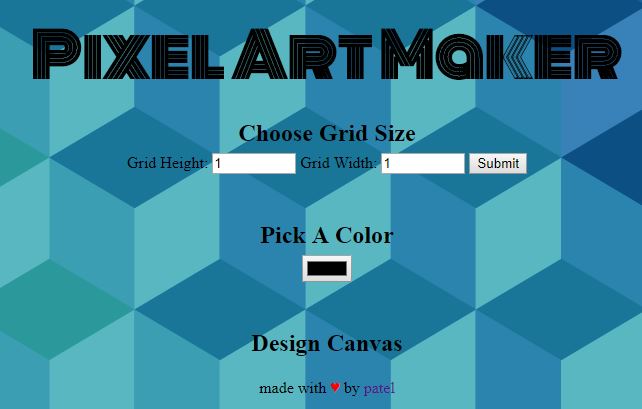 Pixel Art Maker
Choose Grid Size
Grid Height: 1 Grid Width: 1 Submit
Pick A Color
Design Canvas
made with ♥ by patel